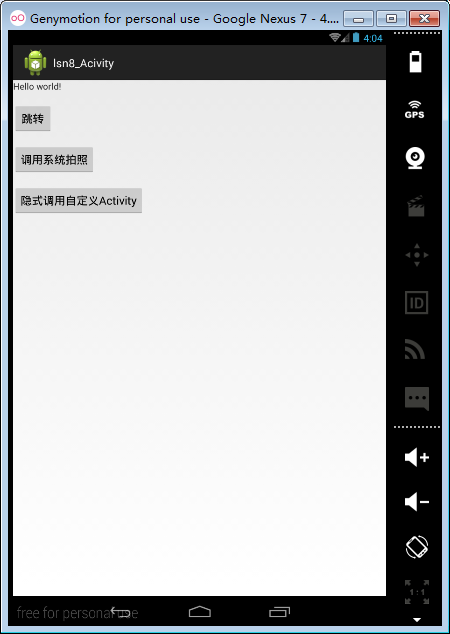 Genymotion for personal use - Google Nexus 7 - 4....
4:04
lsn8_Acivity
GPS
Hello world!
跳转
调用系统拍照
隐式调用自定义Activity
ID
1:1
free for personal use